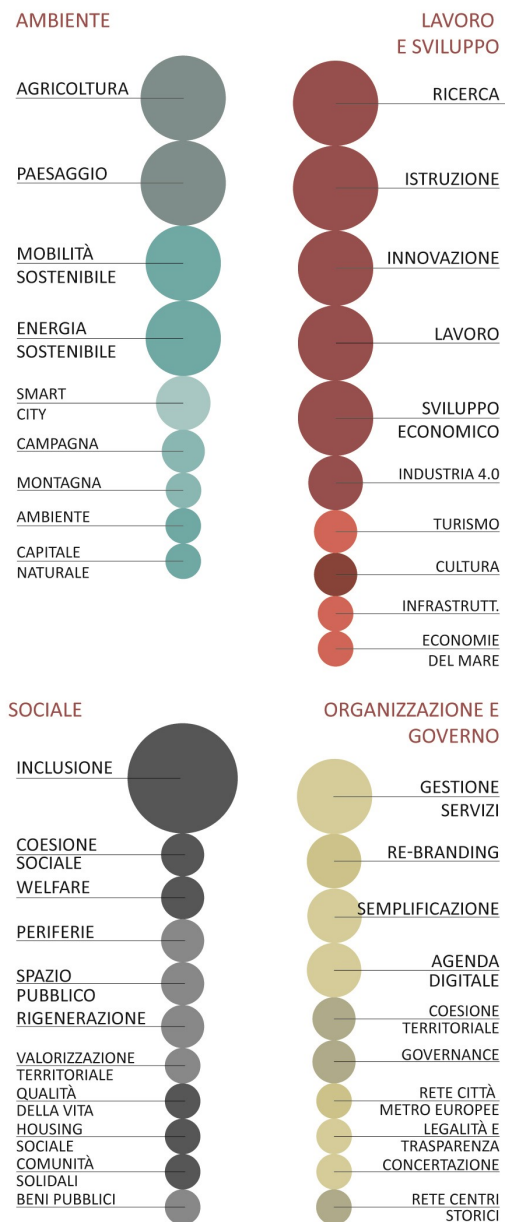 AMBIENTE
AGRICOLTURA
PAESAGGIO
MOBILITÀ
SOSTENIBILE
ENERGIA
SOSTENIBILE
SMART
CITY
CAMPAGNA
MONTAGNA
AMBIENTE
CAPITALE
NATURALE
LAVORO
E SVILUPPO
RICERCA
ISTRUZIONE
INNOVAZIONE
LAVORO
SVILUPPO
ECONOMICO
INDUSTRIA 4.0
TURISMO
CULTURA
INFRASTRUTT.
ECONOMIE
DEL MARE
SOCIALE
INCLUSIONE
COESIONE
SOCIALE
WELFARE
PERIFERIE
SPAZIO
PUBBLICO
RIGENERAZIONE
VALORIZZAZIONE
TERRITORIALE
QUALITÀ
DELLA VITA
HOUSING
SOCIALE
COMUNITÀ
SOLIDALI
BENI PUBBLICI
ORGANIZZAZIONE E
GOVERNO
GESTIONE
SERVIZI
RE-BRANDING
SEMPLIFICAZIONE
AGENDA
DIGITALE
COESIONE
TERRITORIALE
GOVERNANCE
RETE CITTÀ
METRO EUROPEE
LEGALITÀ E
TRASPARENZA
CONCERTAZIONE
RETE CENTRI
STORICI